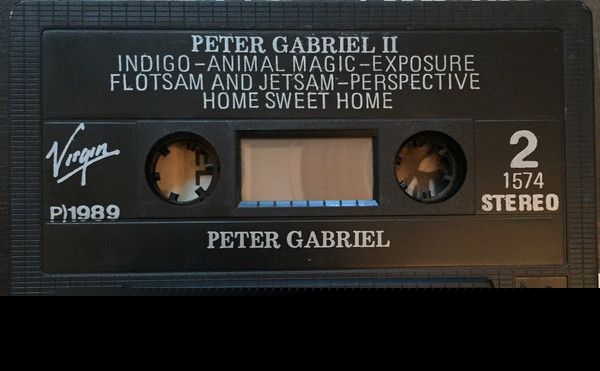 PETER GABRIEL II
INDIGO-ANIMAL MAGIC-EXPOSURE
FLOTSAM AND JETSAM-PERSPECTIVE
HOME SWEET HOME
Virgin
P)1989
2
1574
STEREO
PETER GABRIEL